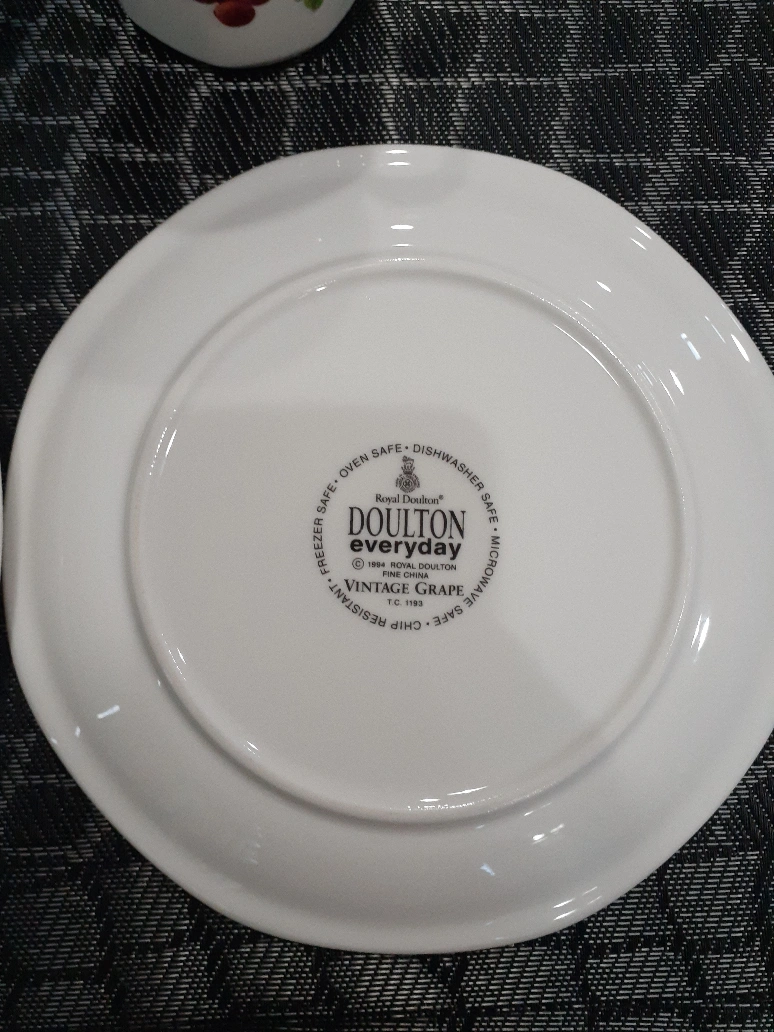 FREEZER SAFE • OVEN SAFE • DISHWASHER SAFE • MICROWAVE SAFE • CHIP RESISTANT •
Royal Doulton®
DOULTON
everyday
© 1994 ROYAL DOULTON
FINE CHINA
VINTAGE GRAPE
T.C. 1193